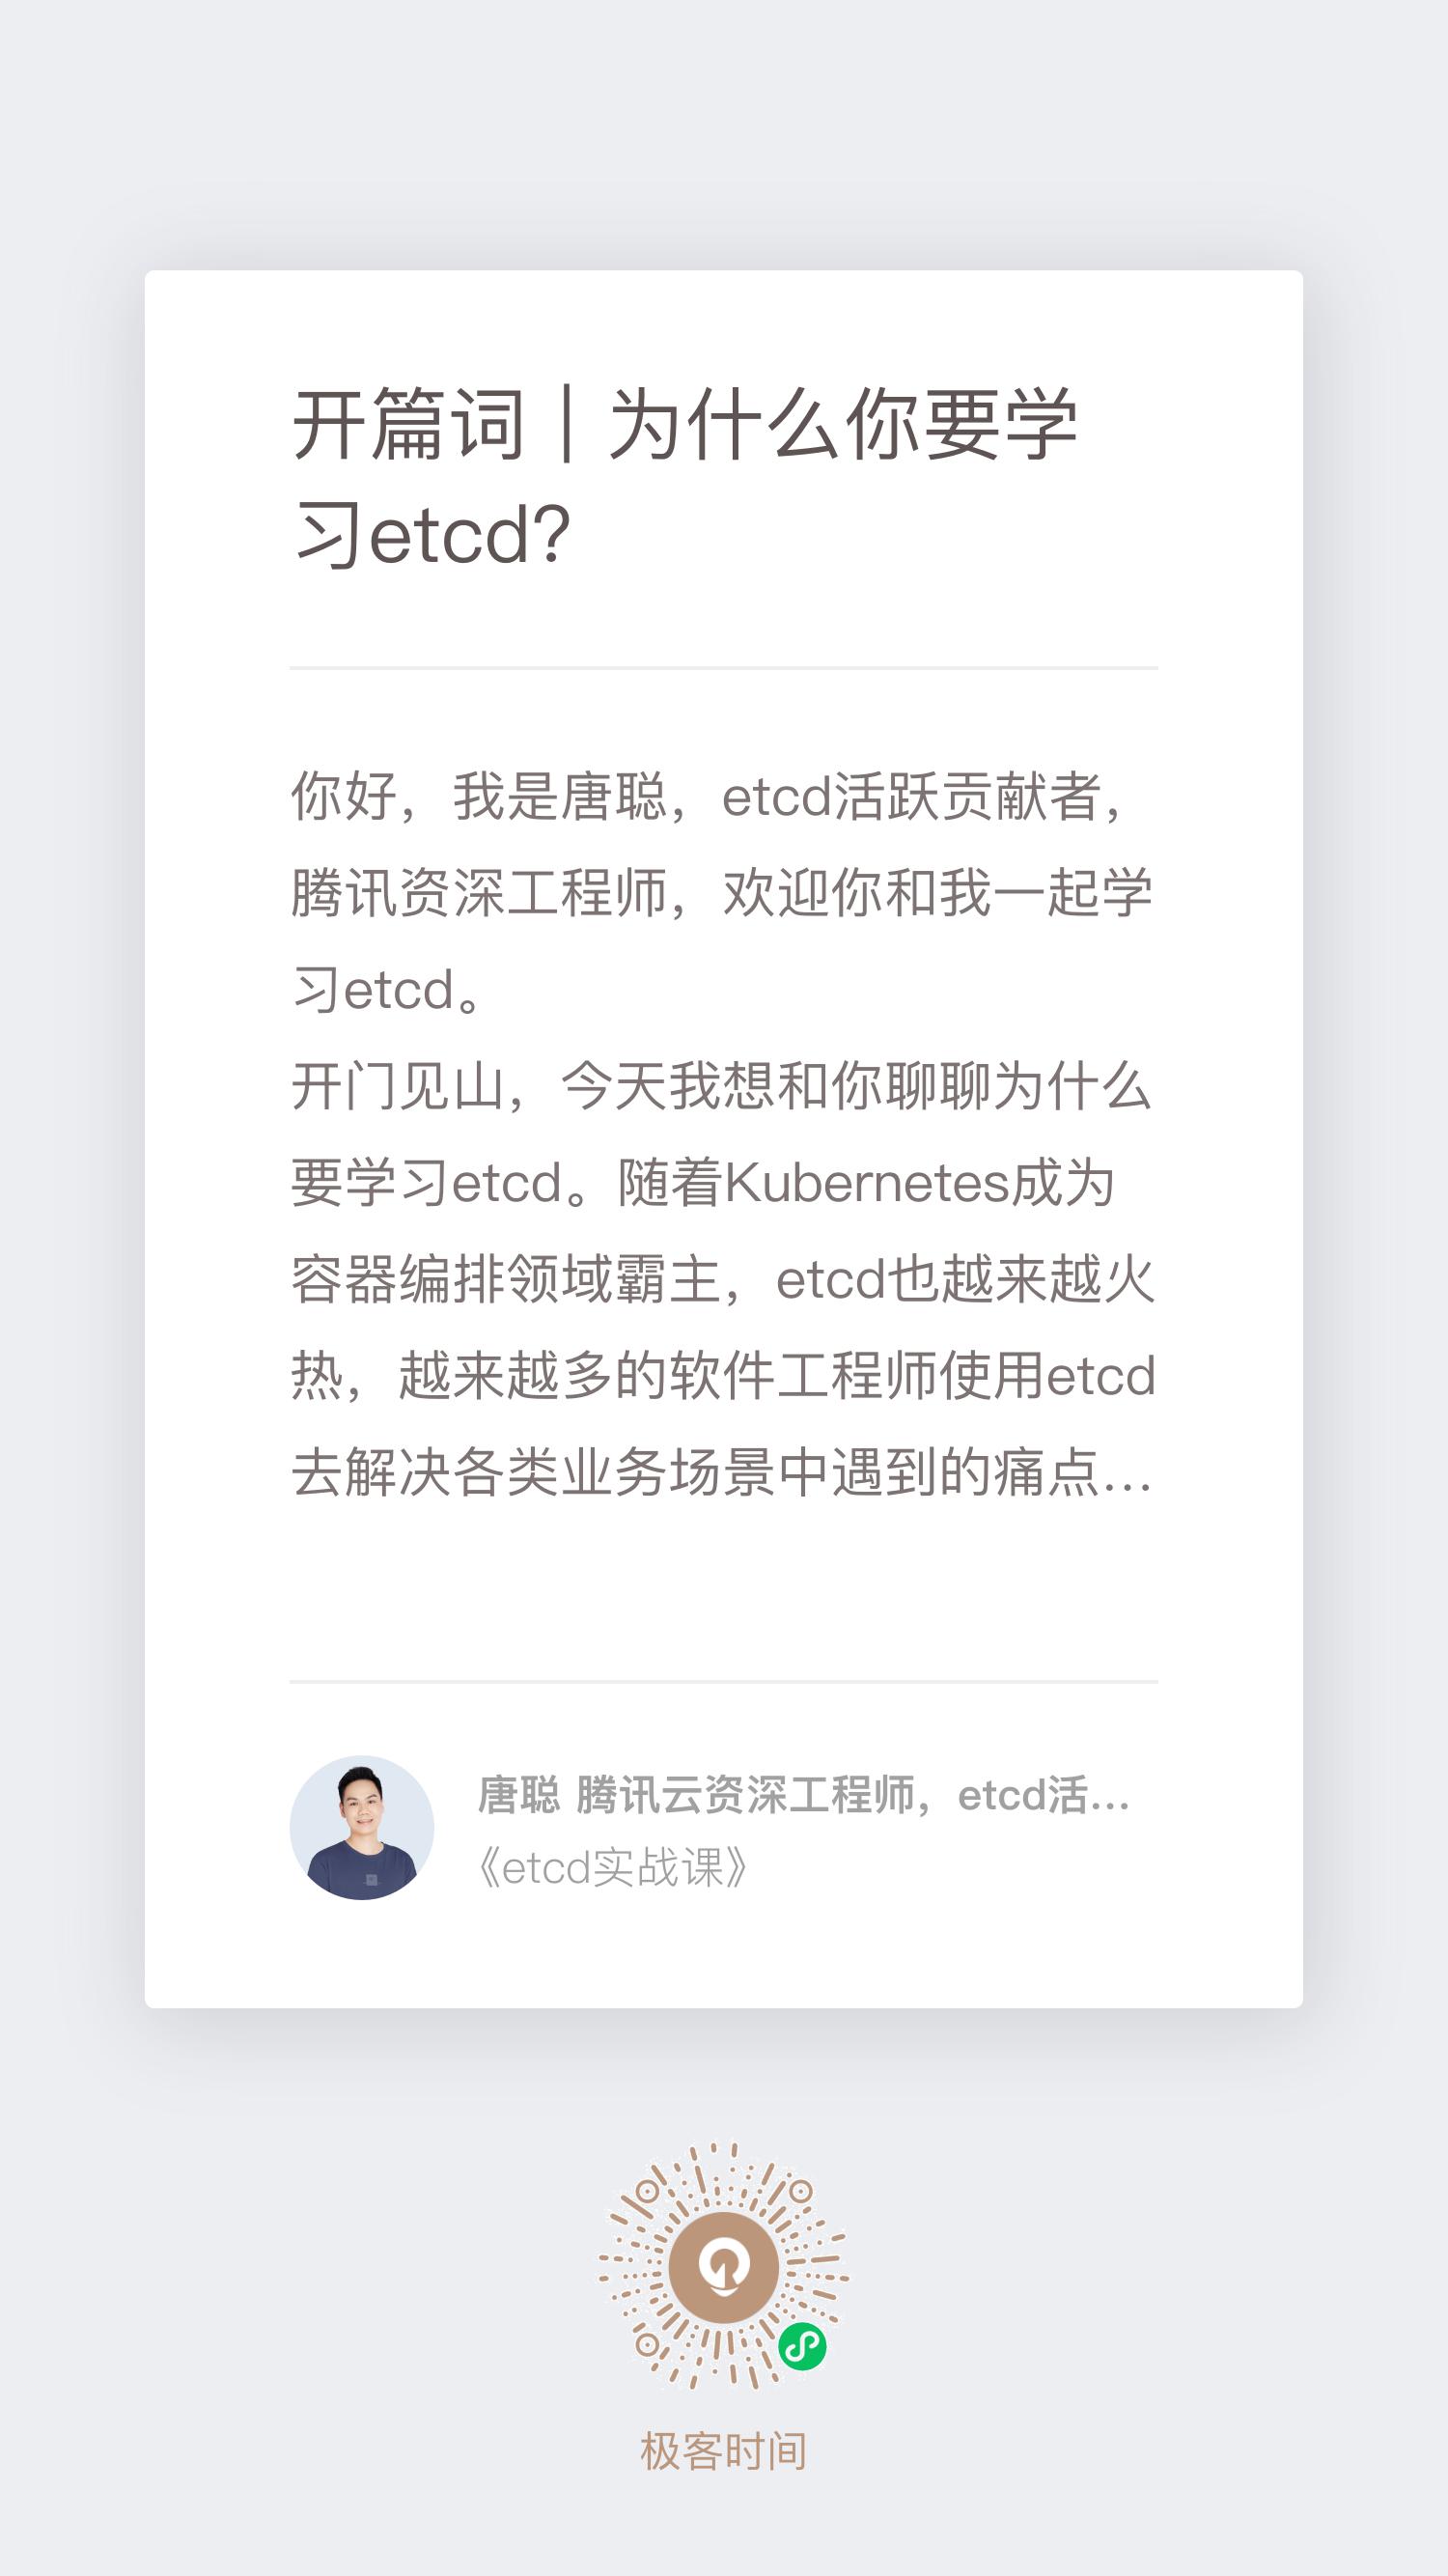 开篇词｜为什么你要学
习etcd?
你好，我是唐聪，etcd活跃贡献者，
腾讯资深工程师，欢迎你和我一起学
习etcd。
开门见山，今天我想和你聊聊为什么
要学习etcd。随着Kubernetes成为
容器编排领域霸主，etcd也越来越火
热，越来越多的软件工程师使用etcd
去解决各类业务场景中遇到的痛点...
唐聪 腾讯云资深工程师，etcd活...
《etcd实战课》
极客时间